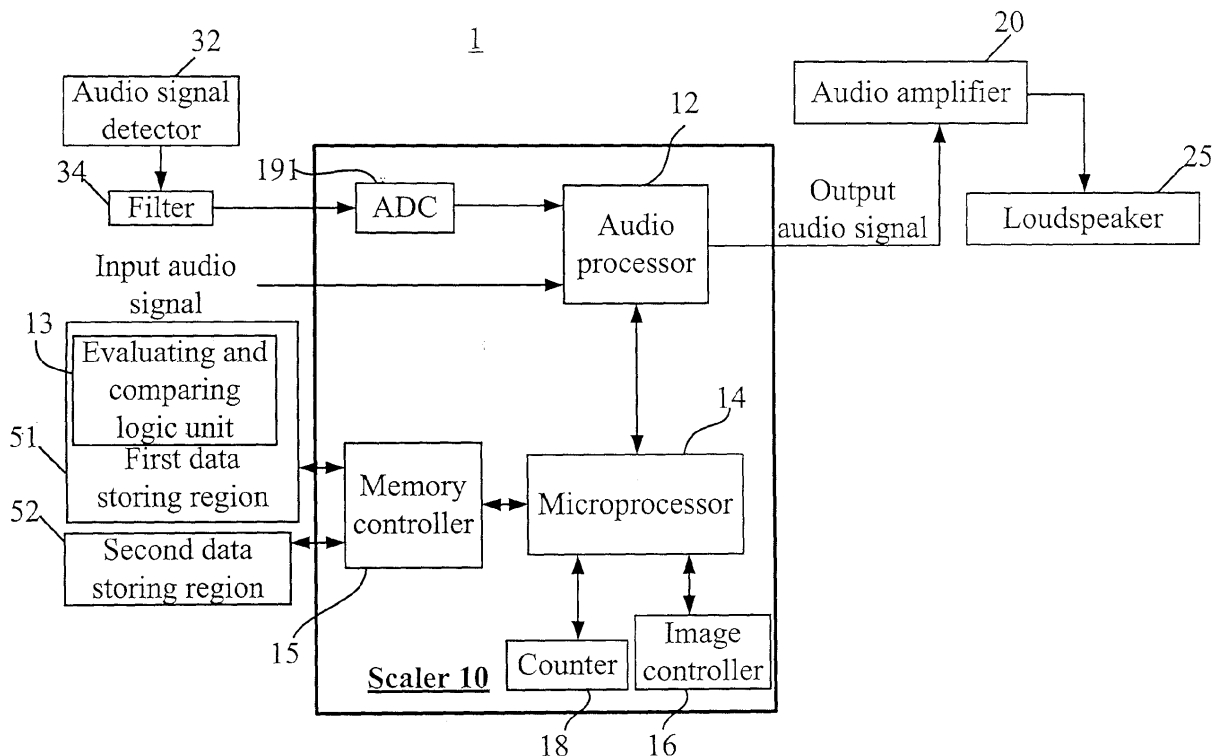 1
32
Audio signal
detector
34
Filter
191
ADC
12
Audio
processor
20
Audio amplifier
25
Loudspeaker
Output
audio signal
Input audio
signal
13
Evaluating and
comparing
logic unit
51
First data
storing region
52
Second data
storing region
Memory
controller
15
14
Microprocessor
Scaler 10
Counter
18
Image
controller
16